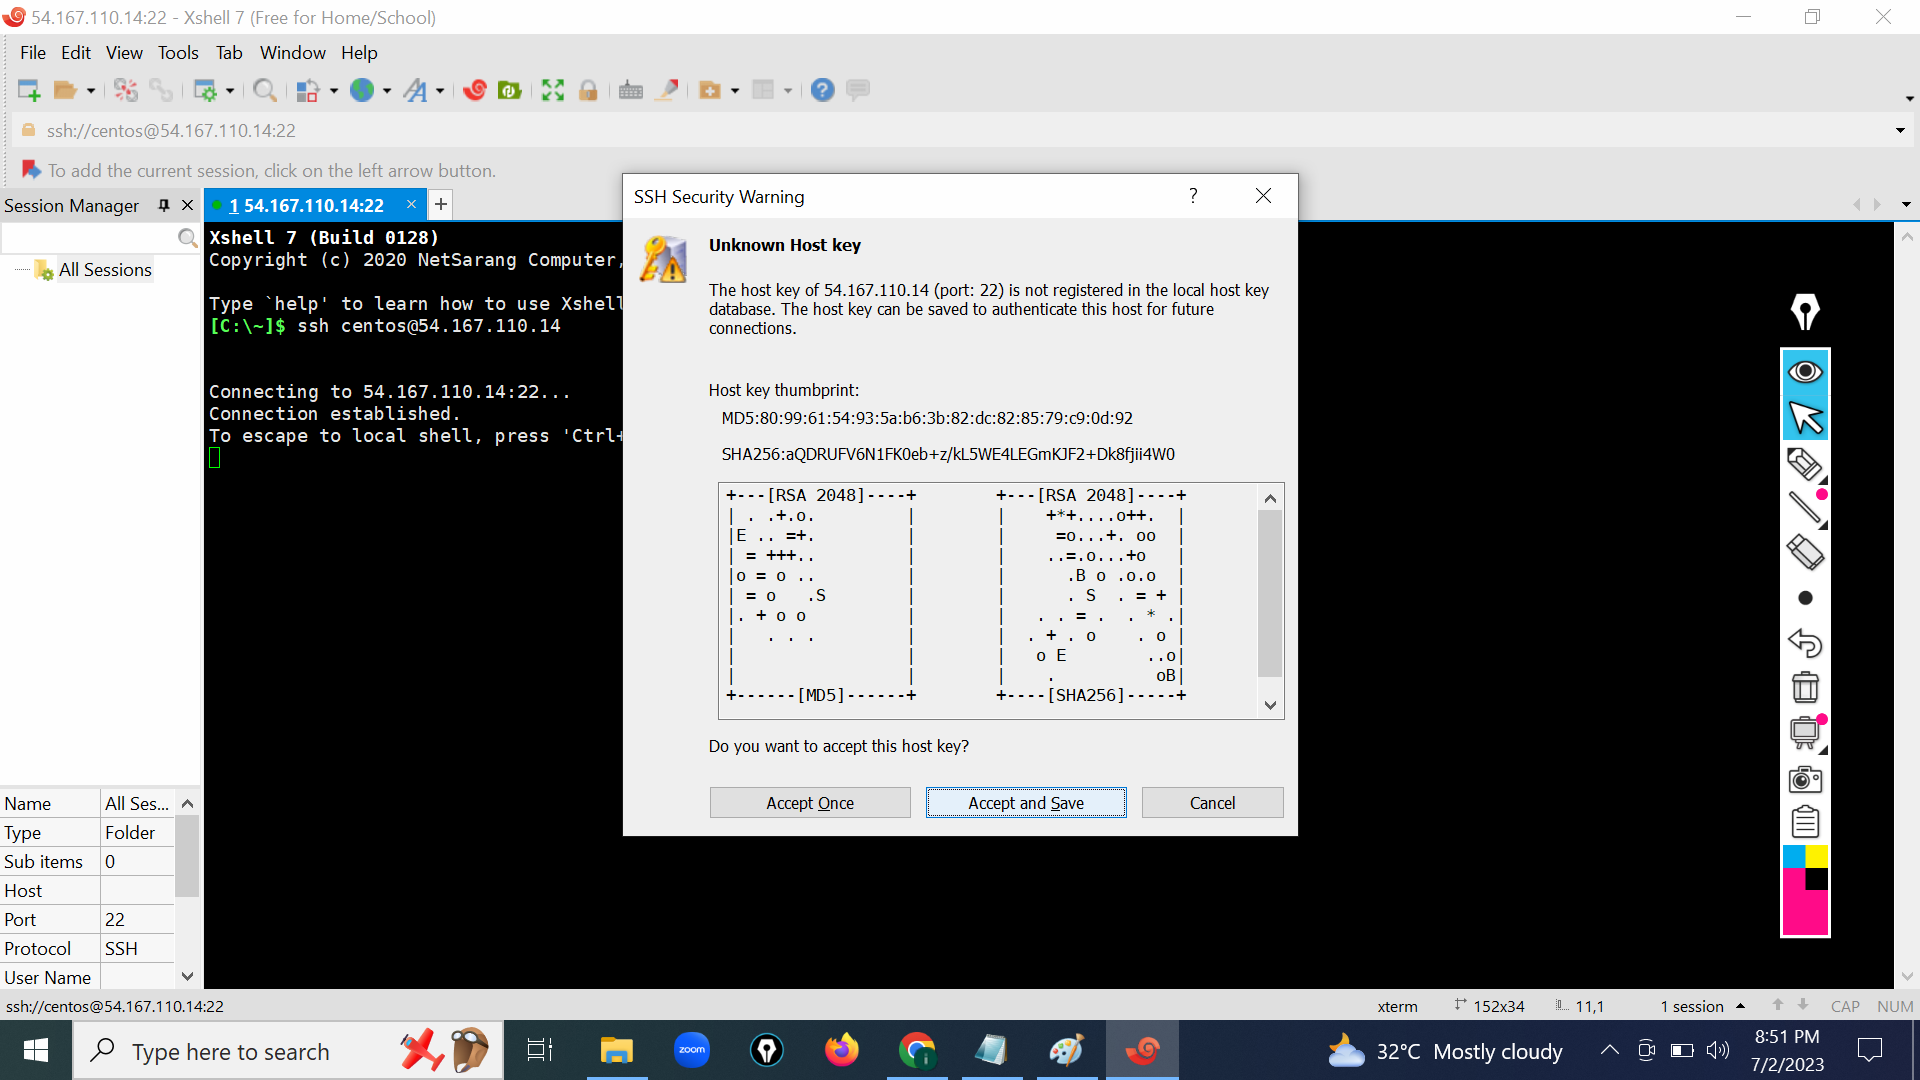 54.167.110.14:22 - Xshell 7 (Free for Home/School)
File Edit View Tools Tab Window Help
ssh://centos@54.167.110.14:22
To add the current session, click on the left arrow button.
Session Manager
1 54.167.110.14:22
All Sessions
Xshell 7 (Build 0128)
Copyright (c) 2020 NetSarang Computer,
Type `help' to learn how to use Xshell
[C:\~]$ ssh centos@54.167.110.14
Connecting to 54.167.110.14:22...
Connection established.
To escape to local shell, press 'Ctrl+
SSH Security Warning
?
Unknown Host key
The host key of 54.167.110.14 (port: 22) is not registered in the local host key
database. The host key can be saved to authenticate this host for future
connections.
Host key thumbprint:
MD5:80:99:61:54:93:5a:b6:3b:82:dc:82:85:79:c9:0d:92
SHA256:aQDRUFV6N1FK0eb+z/kL5WE4LEGmKJF2+Dk8fjii4W0
+---[RSA 2048]----+        +---[RSA 2048]----+
| . .+.o.         |        |    +*+....o++.  |
|E .. =+.         |        |     =o...+. oo  |
| = +++..         |        |    ..=.o...+o   |
|o = o ..         |        |      .B o .o.o  |
| = o   .S        |        |      . S  . = + |
|. + o o          |        |   . . = .  . * .|
|   . . .         |        |  . + . o    . o |
|                 |        |   o E        ..o|
|                 |        |    .          oB|
+------[MD5]------+        +----[SHA256]-----+
Do you want to accept this host key?
Accept Once Accept and Save Cancel
Name All Ses...
Type Folder
Sub items 0
Host
Port 22
Protocol SSH
User Name
ssh://centos@54.167.110.14:22 xterm 152x34 11,1 1 session CAP NUM
Type here to search
zoom
32°C Mostly cloudy
8:51 PM
7/2/2023